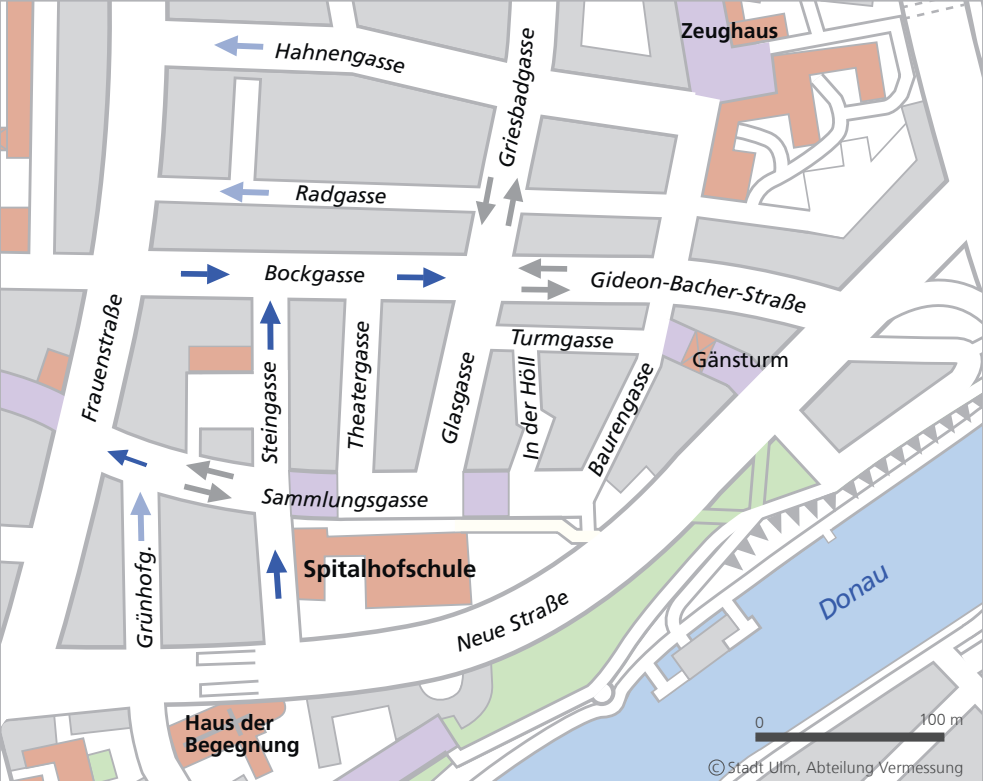 Zeughaus
Hahnengasse
Griesbadgasse
Radgasse
Bockgasse
Gideon-Bacher-Straße
Frauenstraße
Turmgasse
Gänsturm
Steingasse
Theatergasse
Glasgasse
In der Höll
Baurengasse
Sammlungsgasse
Grünhofg.
Spitalhofschule
Neue Straße
Donau
Haus der
Begegnung
0 100 m
© Stadt Ulm, Abteilung Vermessung